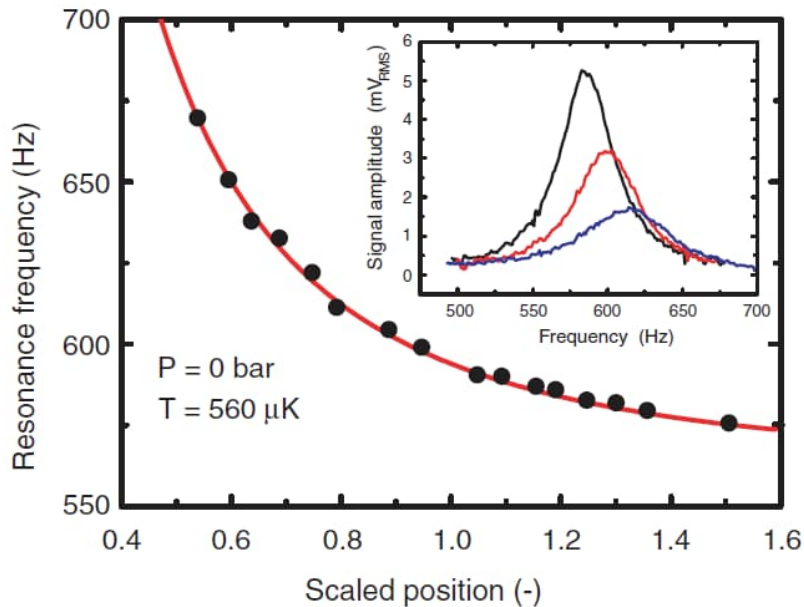 700
650
600
550
Resonance frequency (Hz)
0.4 0.6 0.8 1.0 1.2 1.4 1.6
Scaled position (-)
P = 0 bar
T = 560 μK
6
5
4
3
2
1
0
Signal amplitude (mV_RMS)
500 550 600 650 700
Frequency (Hz)